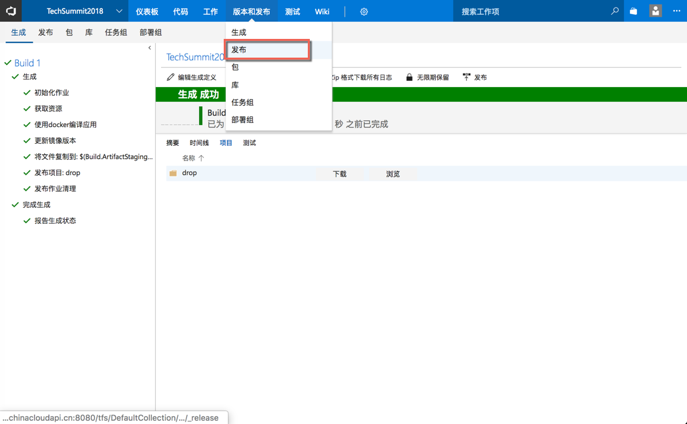 TechSummit2018
仪表板 代码 工作 版本和发布 测试 Wiki
搜索工作项
生成 发布 包 库 任务组 部署组
生成
发布
包
库
任务组
部署组
Build 1
生成
初始化作业
获取资源
使用docker编译应用
更新镜像版本
将文件复制到: $(Build.ArtifactStaging...
发布项目: drop
发布作业清理
完成生成
报告生成状态
TechSummit20
编辑生成定义
格式下载所有日志 无限期保留 发布
生成 成功
Build
已为 秒 之前已完成
摘要 时间线 项目 测试
名称
drop 下载 浏览
...chinacloudapi.cn:8080/tfs/DefaultCollection/.../_release